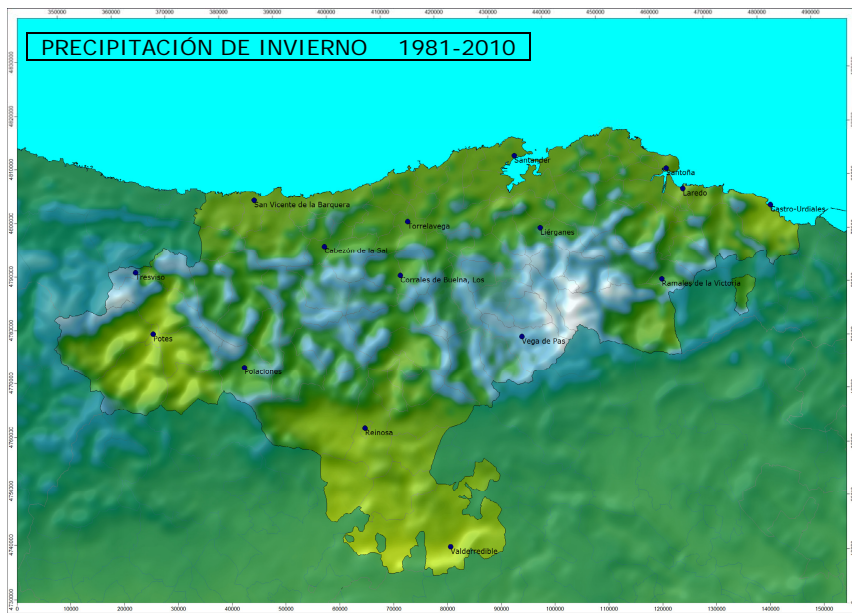 350000 360000 370000 380000 390000 400000 410000 420000 430000 440000 450000 460000 470000 480000 490000
PRECIPITACIÓN DE INVIERNO 1981-2010
Santander
Santoña
Laredo
San Vicente de la Barquera
Castro-Urdiales
Torrelavega
Liérganes
Cabezón de la Sal
Tresviso
Corrales de Buelna, Los
Ramales de la Victoria
Potes
Vega de Pas
Polaciones
Reinosa
Valderredible
0 10000 20000 30000 40000 50000 60000 70000 80000 90000 100000 110000 120000 130000 140000 150000